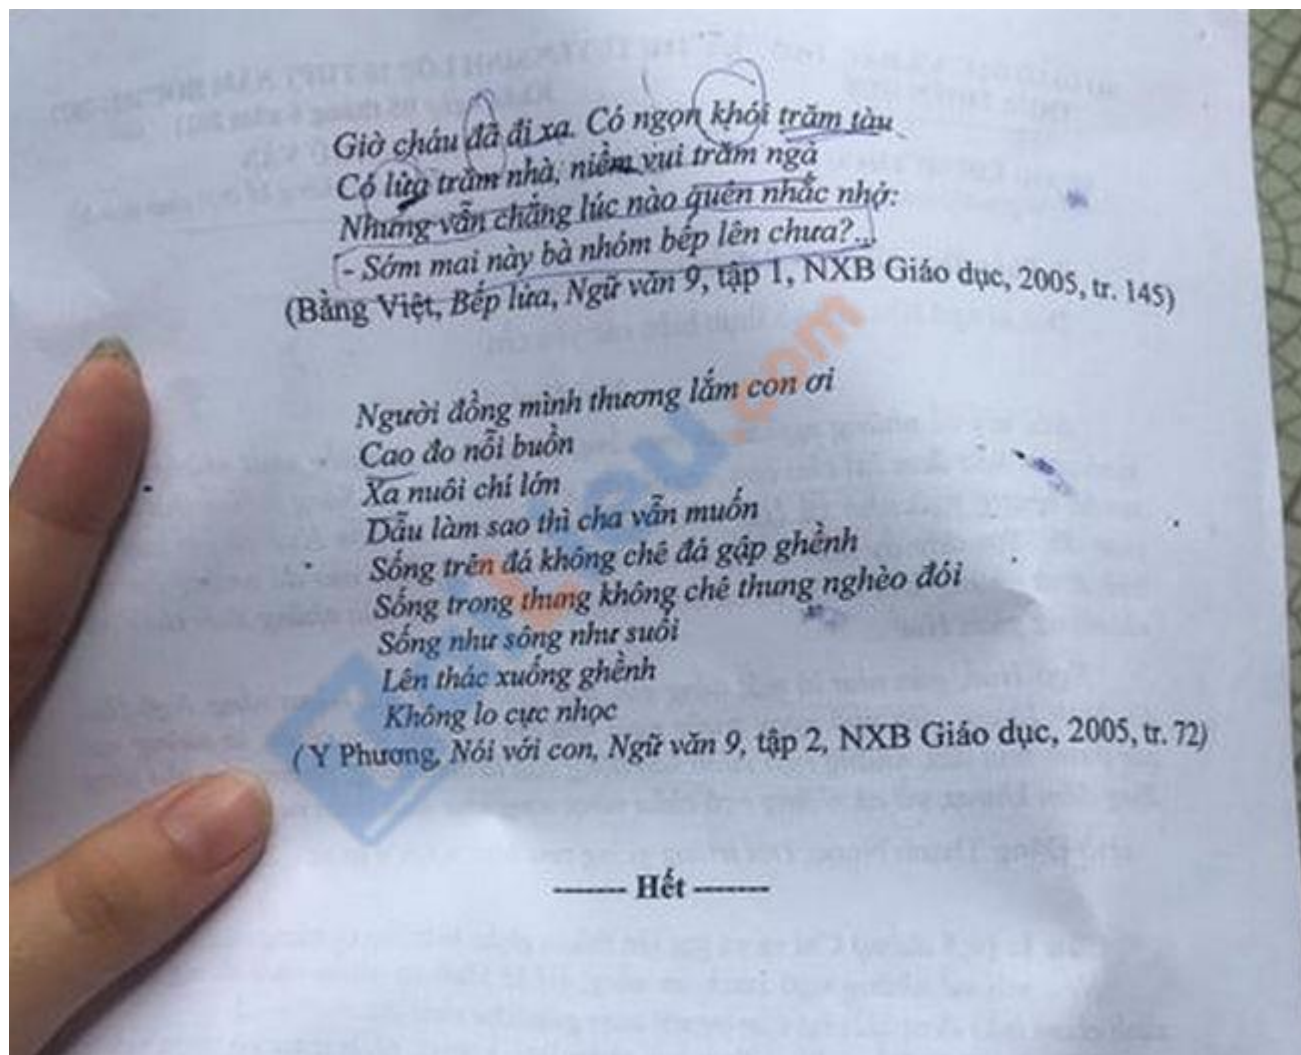 Giờ cháu đã đi xa. Có ngọn khói trăm tàu
Có lửa trăm nhà, niềm vui trăm ngả
Nhưng vẫn chẳng lúc nào quên nhắc nhở:
- Sớm mai này bà nhóm bếp lên chưa?...
(Bằng Việt, Bếp lửa, Ngữ văn 9, tập 1, NXB Giáo dục, 2005, tr. 145)
Người đồng mình thương lắm con ơi
Cao đo nỗi buồn
Xa nuôi chí lớn
Dẫu làm sao thì cha vẫn muốn
Sống trên đá không chê đá gập ghềnh
Sống trong thung không chê thung nghèo đói
Sống như sông như suối
Lên thác xuống ghềnh
Không lo cực nhọc
(Y Phương, Nói với con, Ngữ văn 9, tập 2, NXB Giáo dục, 2005, tr. 72)
------- Hết -------